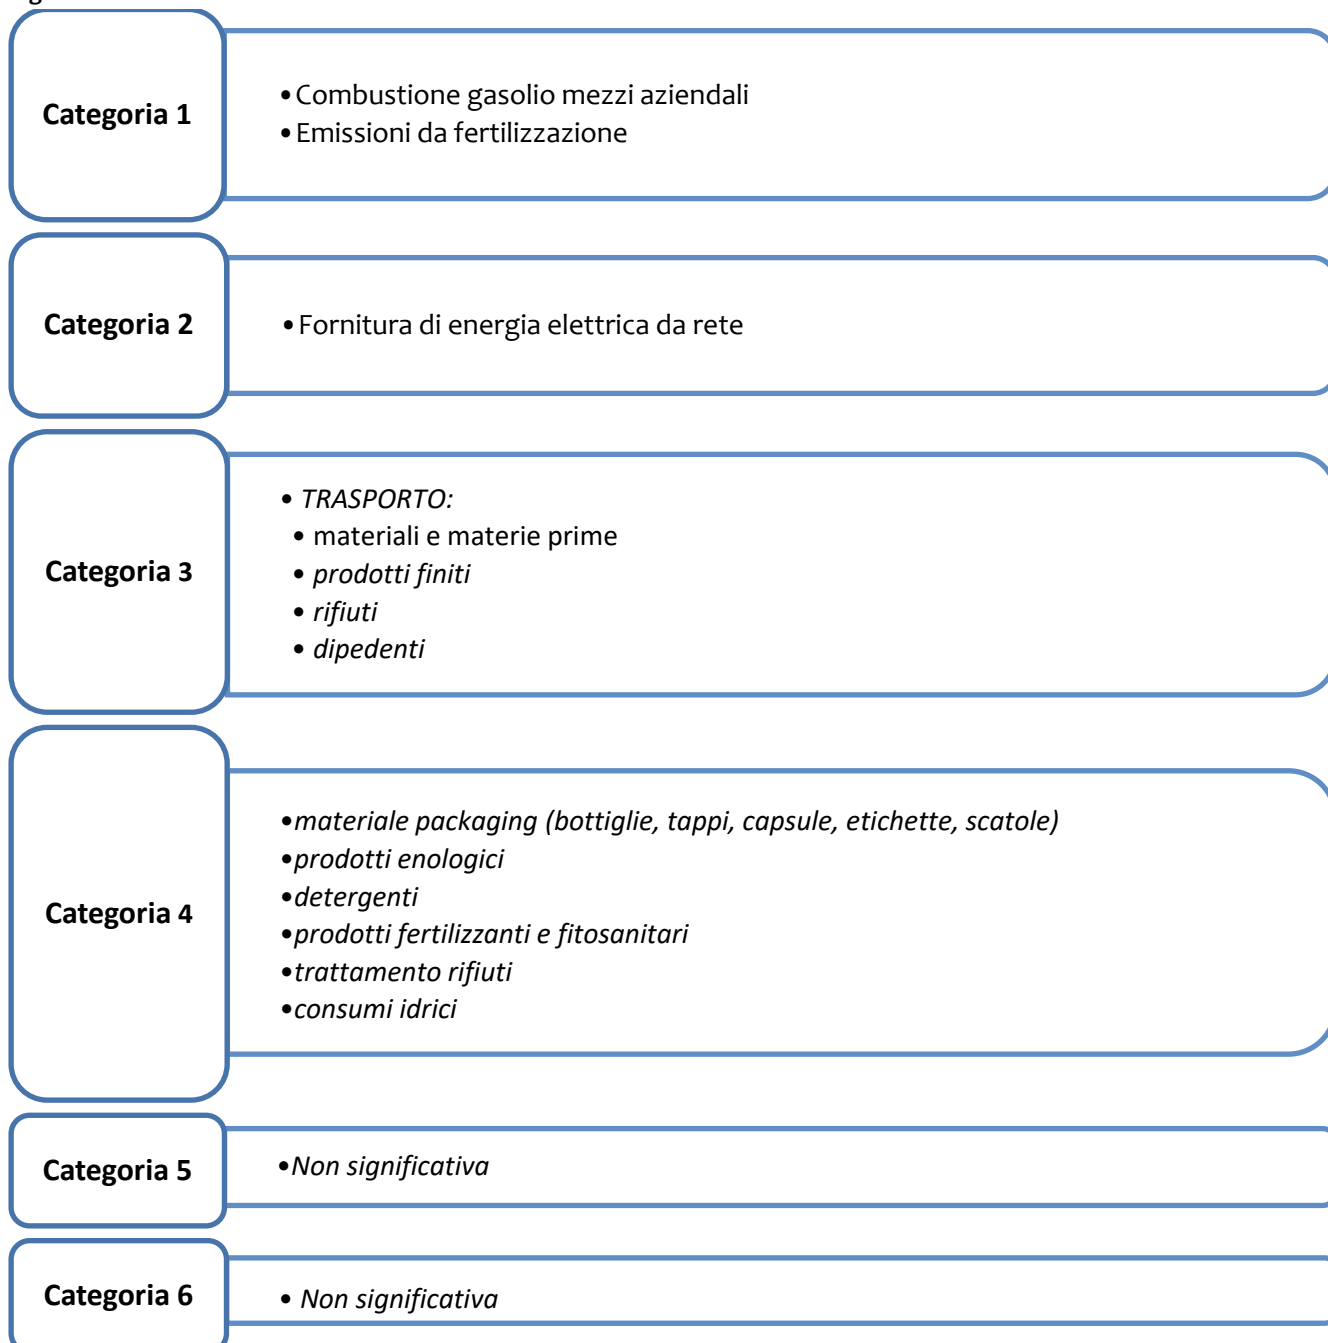 Categoria 1
•Combustione gasolio mezzi aziendali
•Emissioni da fertilizzazione
Categoria 2
•Fornitura di energia elettrica da rete
Categoria 3
• TRASPORTO:
• materiali e materie prime
• prodotti finiti
• rifiuti
• dipedenti
Categoria 4
•materiale packaging (bottiglie, tappi, capsule, etichette, scatole)
•prodotti enologici
•detergenti
•prodotti fertilizzanti e fitosanitari
•trattamento rifiuti
•consumi idrici
Categoria 5
•Non significativa
Categoria 6
• Non significativa